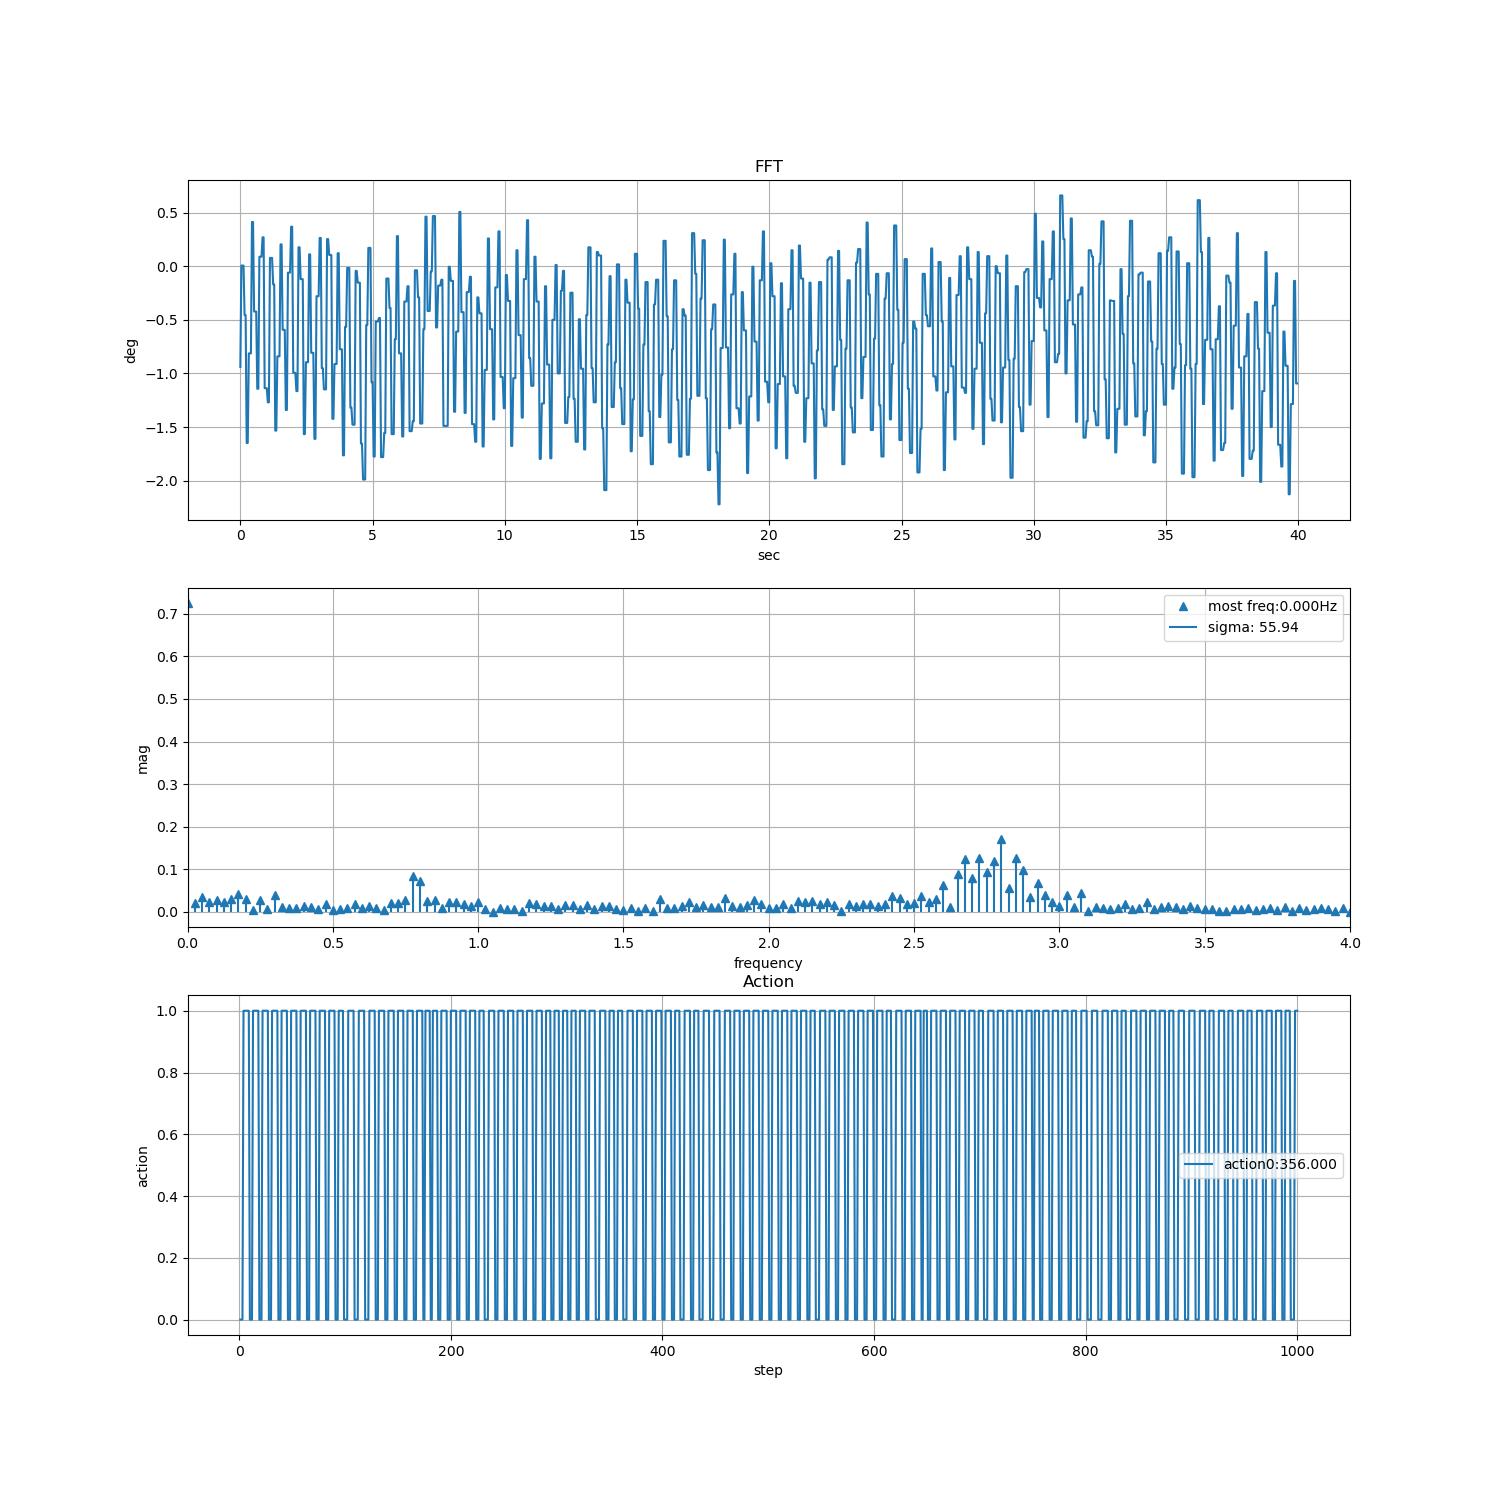 FFT
0.5
0.0
−0.5
−1.0
−1.5
−2.0
deg
0 5 10 15 20 25 30 35 40
sec
most freq:0.000Hz
sigma: 55.94
0.7
0.6
0.5
0.4
0.3
0.2
0.1
0.0
mag
0.0 0.5 1.0 1.5 2.0 2.5 3.0 3.5 4.0
frequency
Action
1.0
0.8
0.6
0.4
0.2
0.0
action
action0:356.000
0 200 400 600 800 1000
step